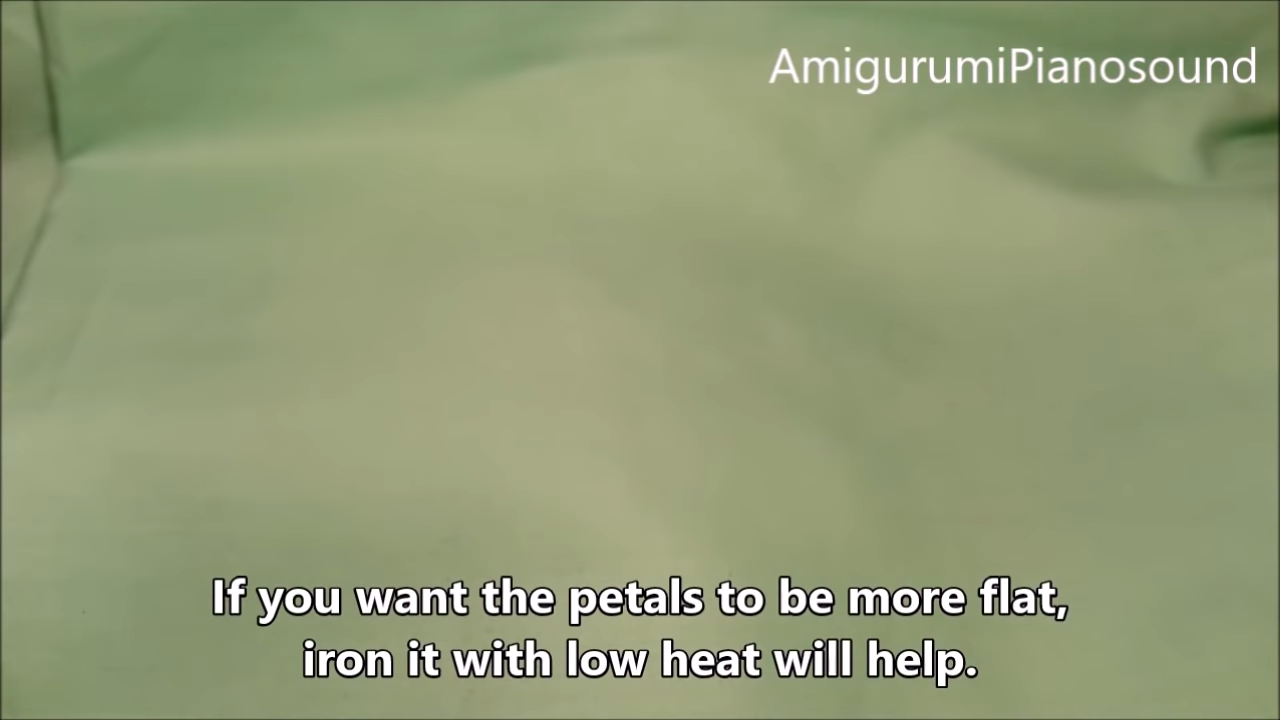 AmigurumiPianosound
If you want the petals to be more flat,
iron it with low heat will help.